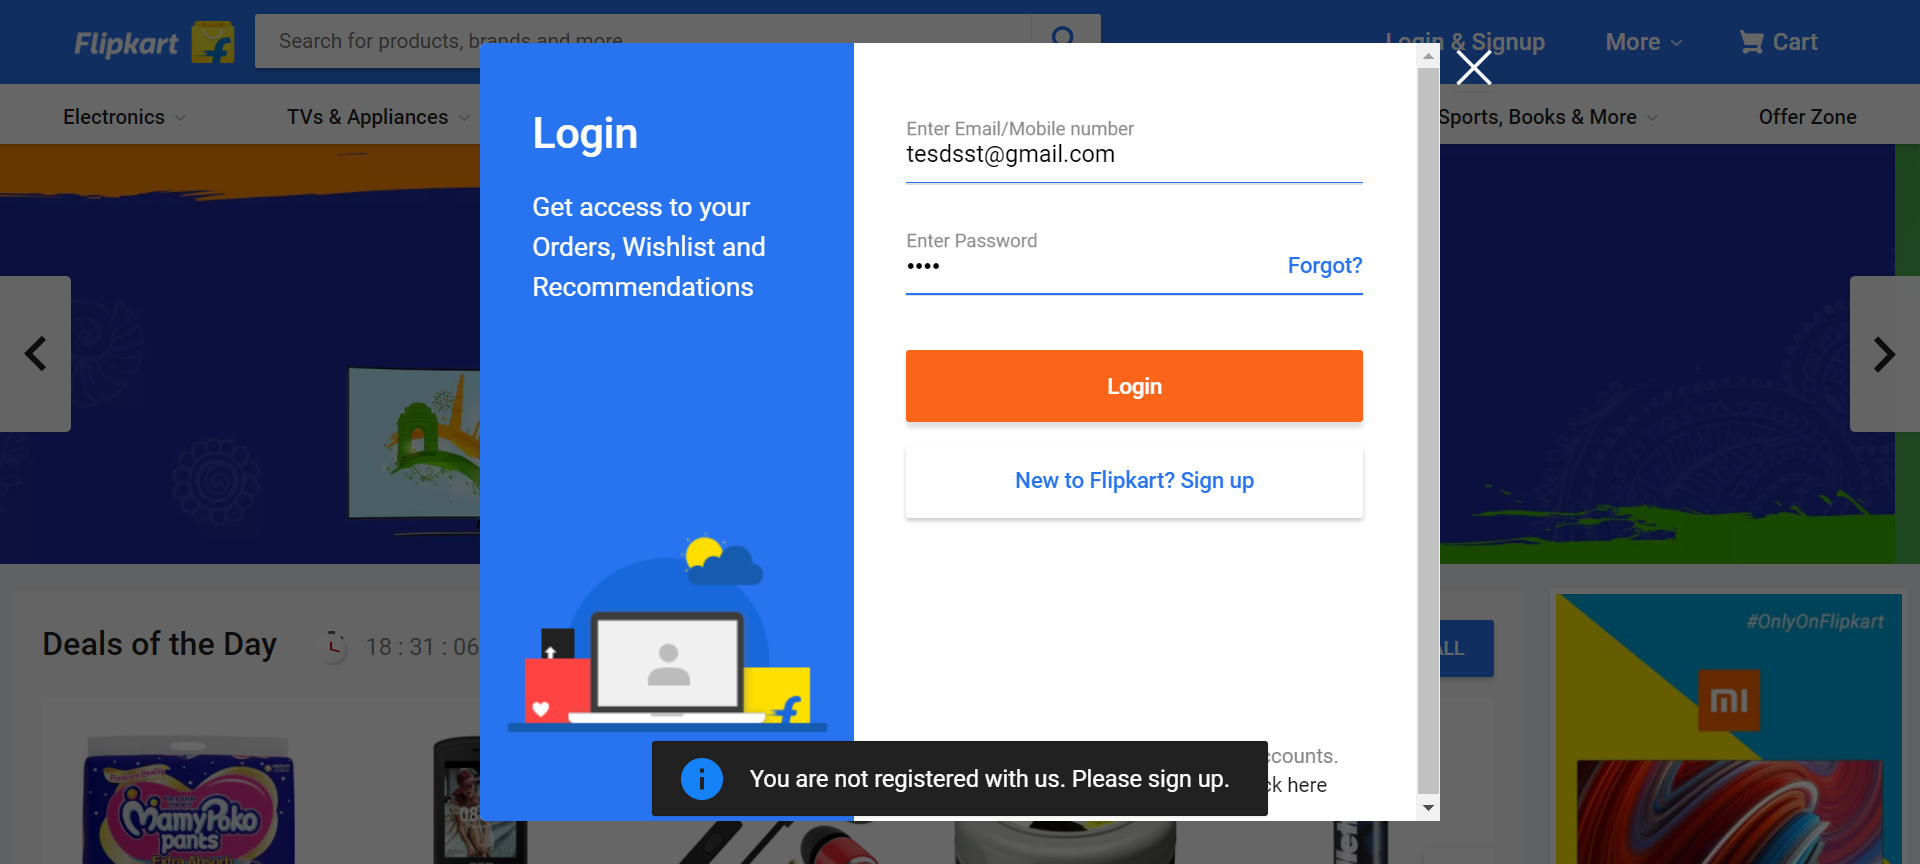 Flipkart
Search for products, brands and more
Login & Signup
More
Cart
Electronics
TVs & Appliances
Sports, Books & More
Offer Zone
Login
Get access to your
Orders, Wishlist and
Recommendations
Enter Email/Mobile number
tesdsst@gmail.com
Enter Password
Forgot?
Login
New to Flipkart? Sign up
Deals of the Day
18 : 31 : 06
#OnlyOnFlipkart
mi
MamyPoko
pants
Extra Absorb
You are not registered with us. Please sign up.
here